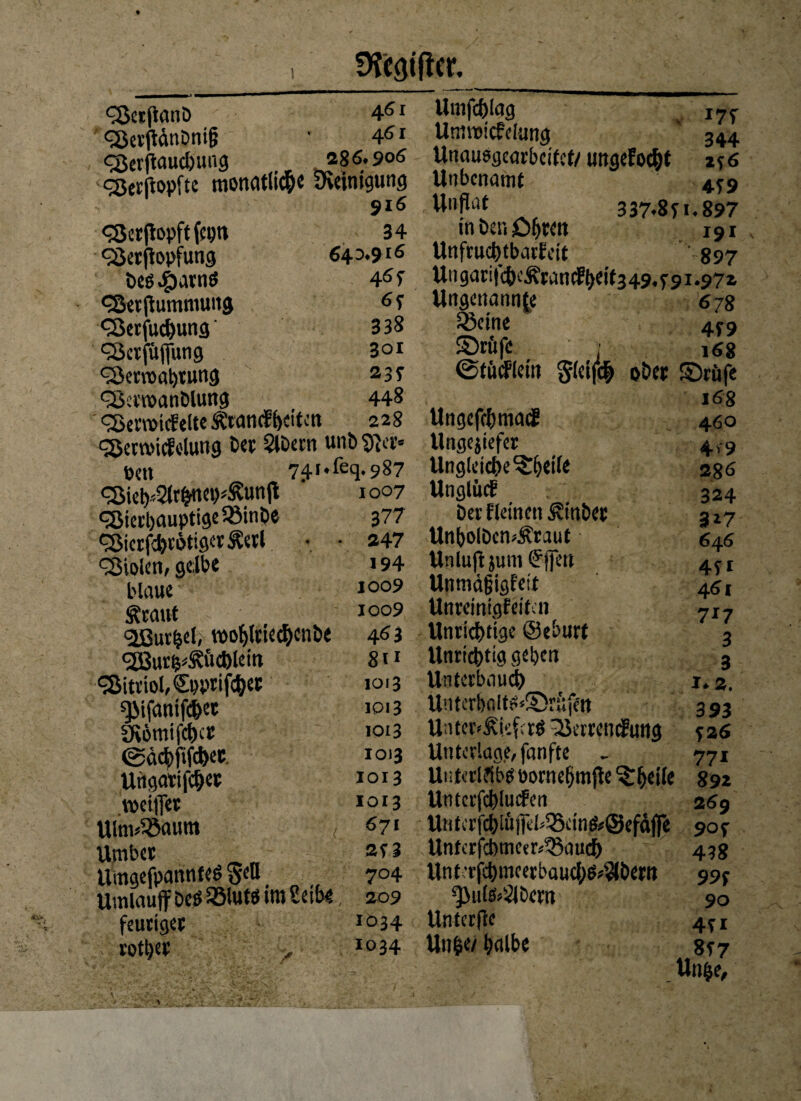 Register.
Verstand 461
Verständniß 461
Verstauchung 286.906
Verstopfte monatliche Reinigung
916
Verstopft seyn 34
Verstopfung 640.916
des Harns 465
Verstummung 65
Versuchung 338
Versüssung 301
Verwahrung 235
Verwandlung 448
Verwickelte Kranckheiten 228
Verwickelung der Adern und Ner-
ven 741.seq.987
Vieh-Artzney-Kunst 1007
Vierhauptige Binde 377
Vierschrötiger Kerl 247
Violen, gelbe 194
blaue 1009
Kraut 1009
Wurtzel, wohlriechende 463
Wurtz-Küchlein 811
Vitriol, Cyprischer 1013
Pisanischer 1013
Römischer 1013
Sächsischer 1013
Ungarischer 1013
weisser 1013
Ulm-Baum 671
Umber 253
Umgespanntes Fell 704
Umlauff des Bluts im Leibe 209
feuriger 1034
rother 1034
Umschlag 175
Umwickelung 344
Unausgearbeitet/ ungekocht 256
Unbenamt 459
Unflat 337.851.897
in den Ohren 191
Unfruchtbarkeit 897
Ungarische Kranckheit 349.591.972
Ungenannte 678
Beine 459
Drüse 168
Stücklein Fleisch oder Drüse
168
Ungeschmack 460
Ungeziefer 459
Ungleiche Theile 286
Unglück 324
der kleinen Kinder 327
Unholden-Kraut 646
Unlust zum Essen 451
Unmäßigkeit 461
Unreinigkeiten 717
Unrichtige Geburt 3
Unrichtig gehen 3
Unterbauch 1.2.
Unterhalts-Drüsen 393
Unter-Kiefers Verrenckung 526
Unterlage, sanfte 771
Unterleibs vornehmste Theile 892
Unterschlucken 269
Unterschlüssel-Beins-Gefässe 905
Unterschmeer-Bauch 438
Unterschmeerbauchs-Adern 995
Puls-Adern 90
Unterste 451
Untze/ halbe 857
Untze,